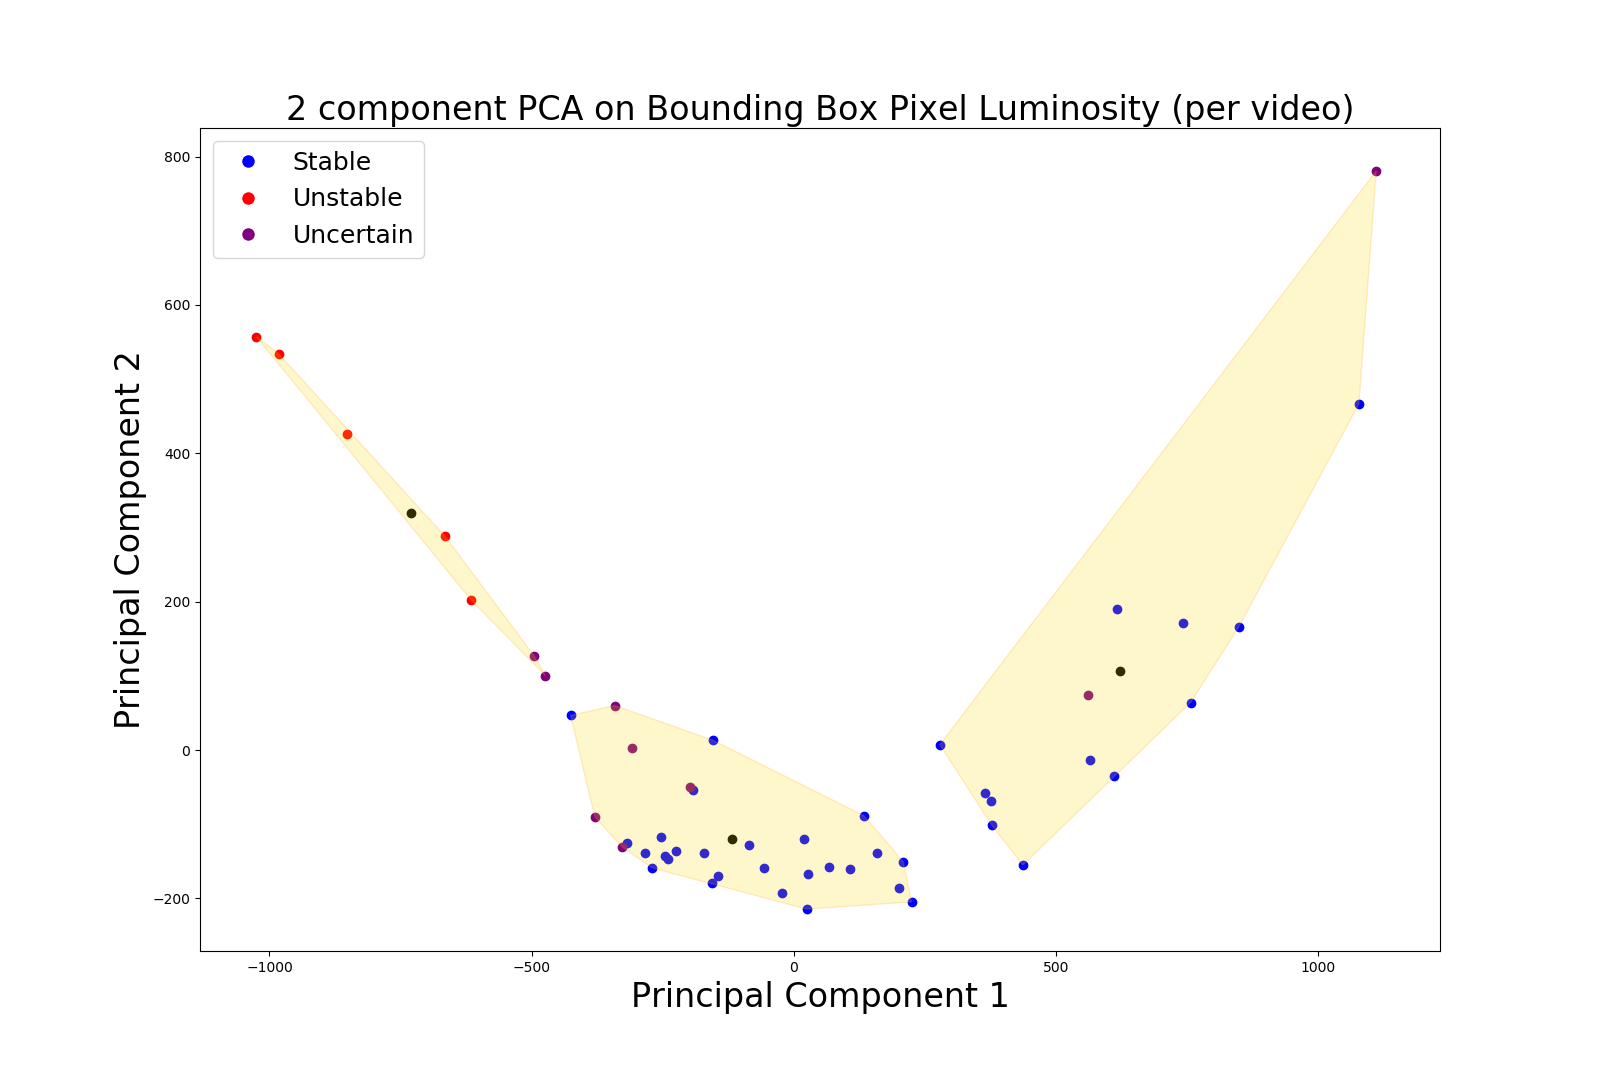 2 component PCA on Bounding Box Pixel Luminosity (per video)
Stable
Unstable
Uncertain
800
600
400
200
0
−200
Principal Component 2
−1000
−500
0
500
1000
Principal Component 1